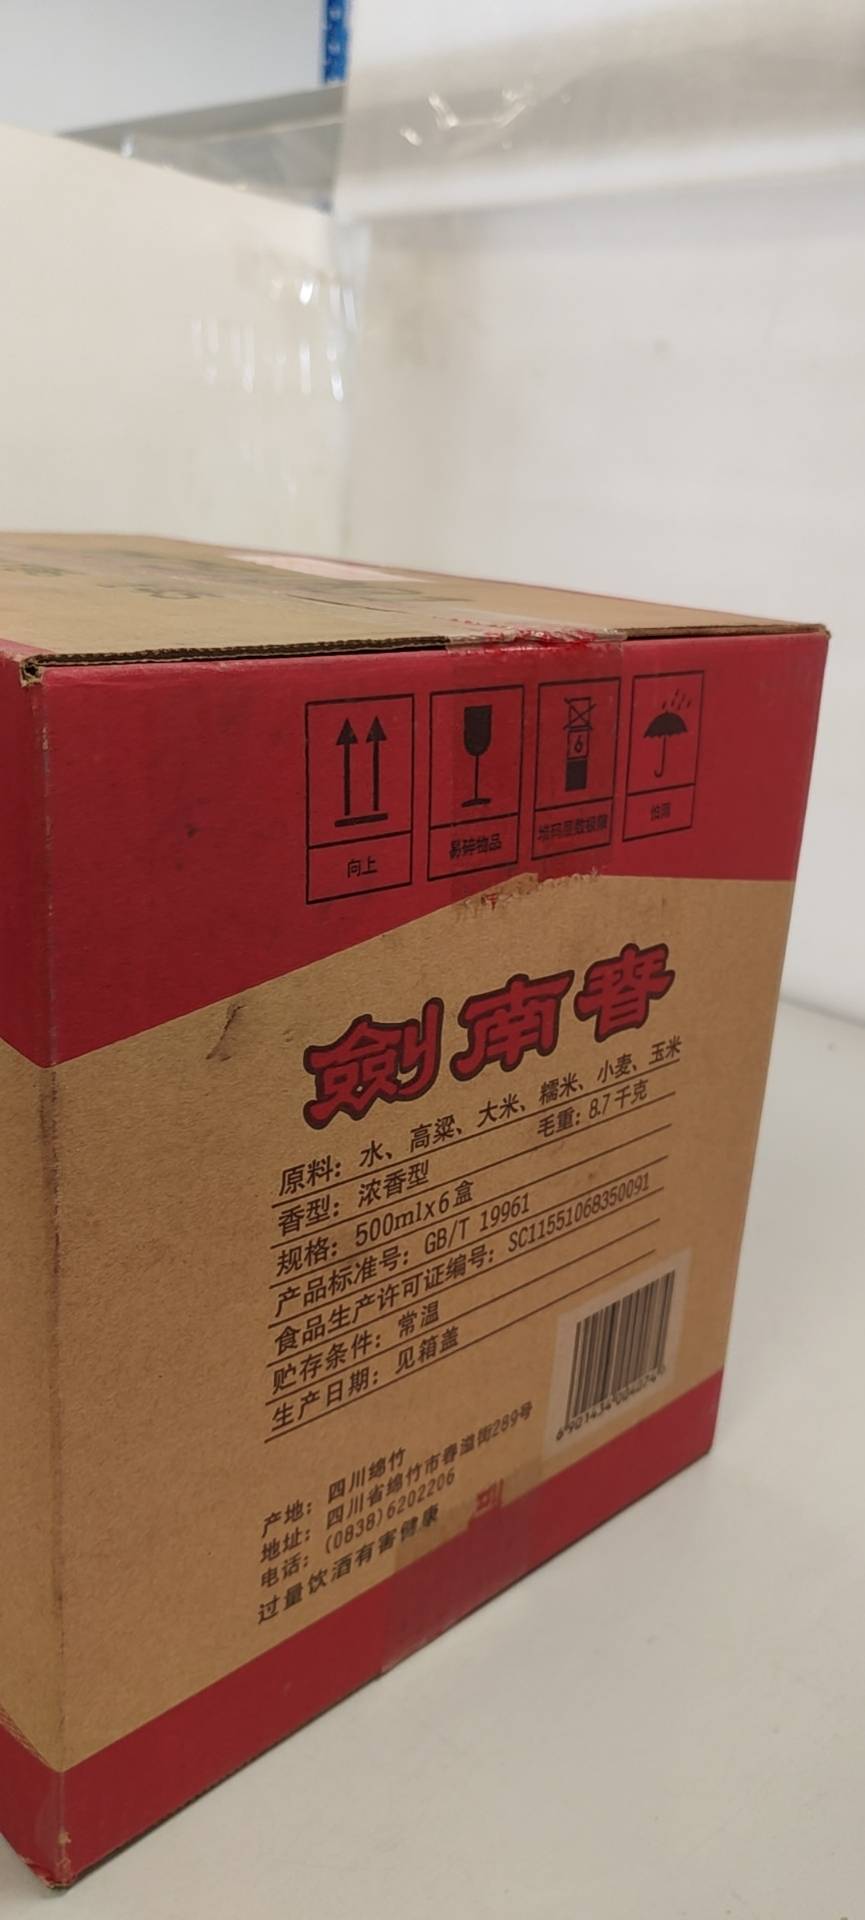 6
向上
易碎物品
堆码层数极限
怕雨
劍南春
原料：水、高粱、大米、糯米、小麦、玉米
香型：浓香型 毛重：8.7千克
规格：500mlx6盒
产品标准号：GB/T 19961
食品生产许可证编号：SC11551068350091
贮存条件：常温
生产日期：见箱盖
产地：四川绵竹
地址：四川省绵竹市春溢街289号
电话：(0838)6202206
过量饮酒有害健康